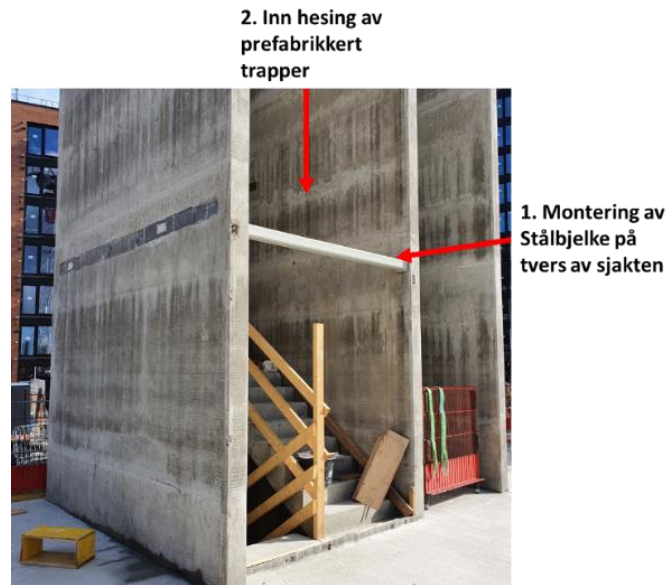 2. Inn hesing av
prefabrikkert
trapper
1. Montering av
Stålbjelke på
tvers av sjakten